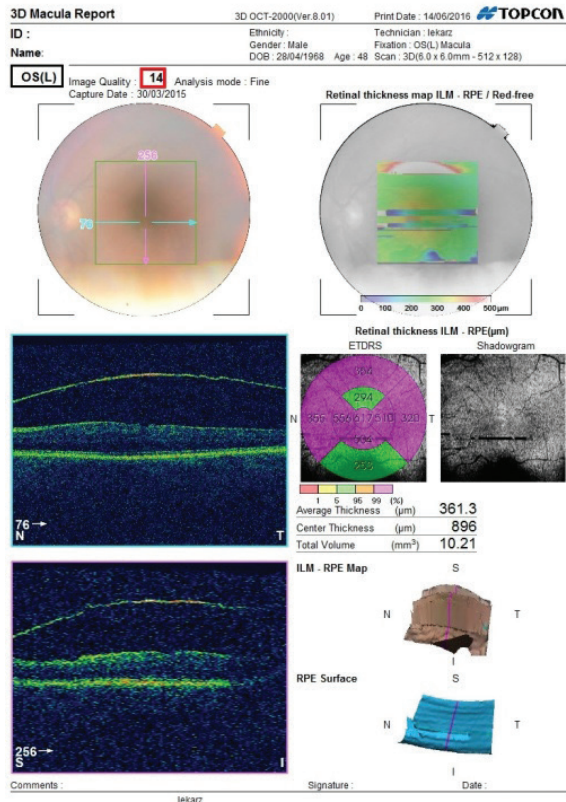 3D Macula Report
3D OCT-2000(Ver.8.01)
Print Date : 14/06/2016
TOPCON
ID :
Ethnicity :
Technician : lekarz
Name:
Gender : Male
Fixation : OS(L) Macula
DOB : 28/04/1968 Age : 48 Scan : 3D(6.0 x 6.0mm - 512 x 128)
OS(L)
Image Quality : 14 Analysis mode : Fine
Capture Date : 30/03/2015
Retinal thickness map ILM - RPE / Red-free
256
0 100 200 300 400 500µm
Retinal thickness ILM - RPE(µm)
ETDRS
Shadowgram
294
N 556 617 510 320 T
1 5 95 99 (%)
Average Thickness (µm) 361.3
Center Thickness (µm) 896
Total Volume (mm³) 10.21
76
N T
ILM - RPE Map
S
N T
I
RPE Surface
S
N T
I
256
S I
Comments :
Signature :
Date :
lekarz